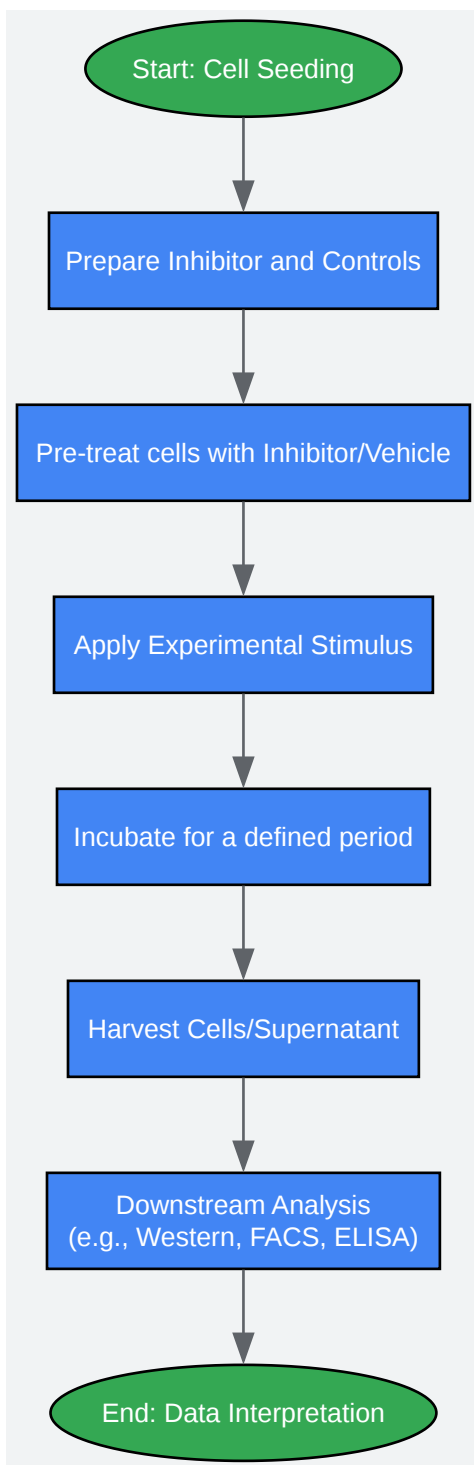 Start: Cell Seeding
Prepare Inhibitor and Controls
Pre-treat cells with Inhibitor/Vehicle
Apply Experimental Stimulus
Incubate for a defined period
Harvest Cells/Supernatant
Downstream Analysis
(e.g., Western, FACS, ELISA)
End: Data Interpretation